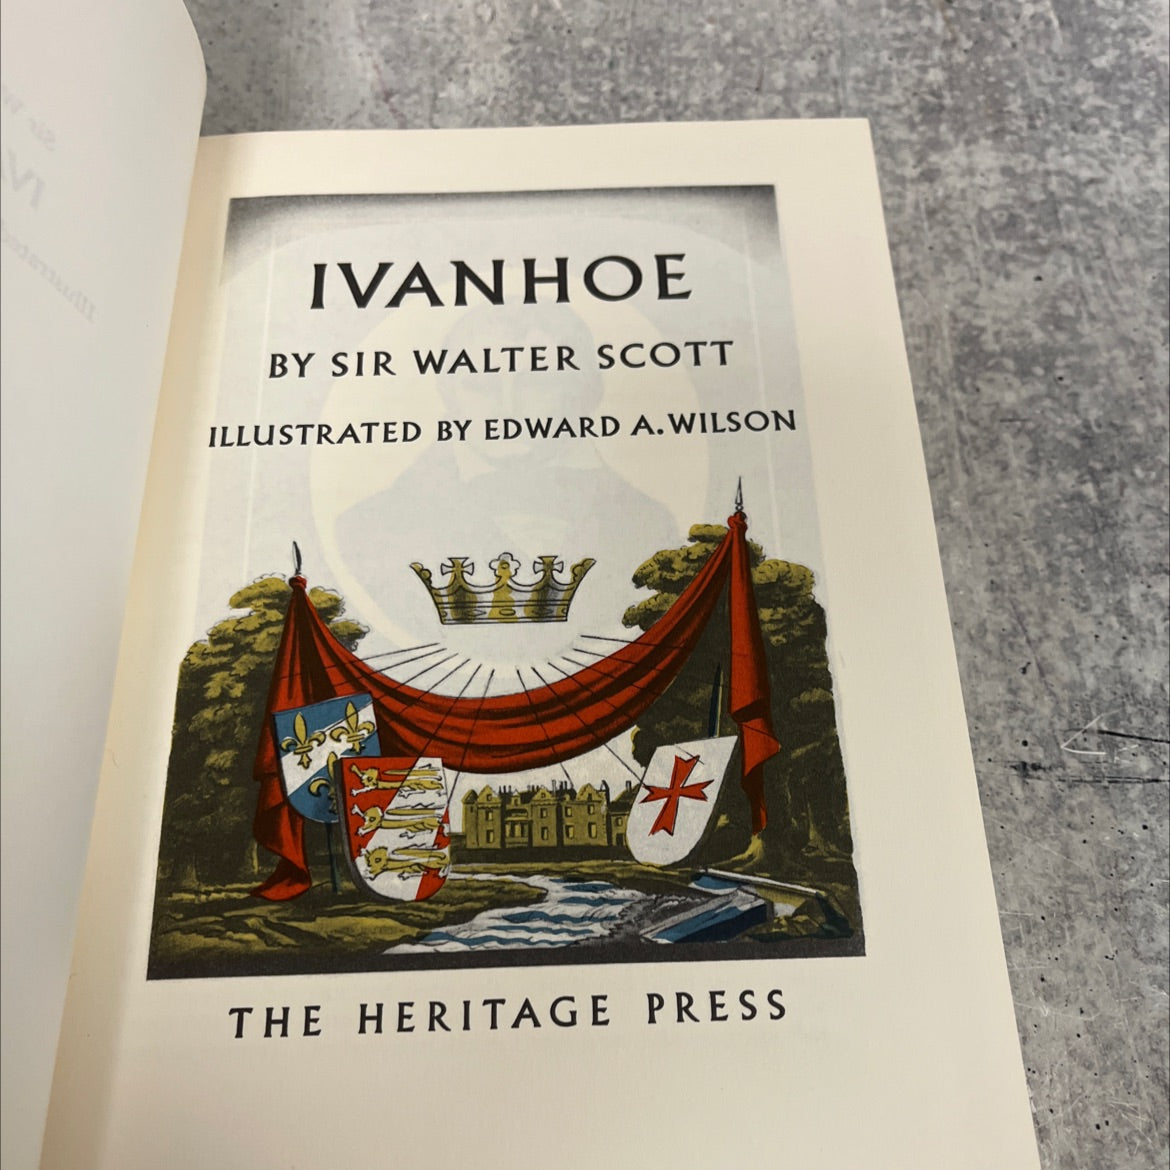 IVANHOE
BY SIR WALTER SCOTT
ILLUSTRATED BY EDWARD A. WILSON
THE HERITAGE PRESS